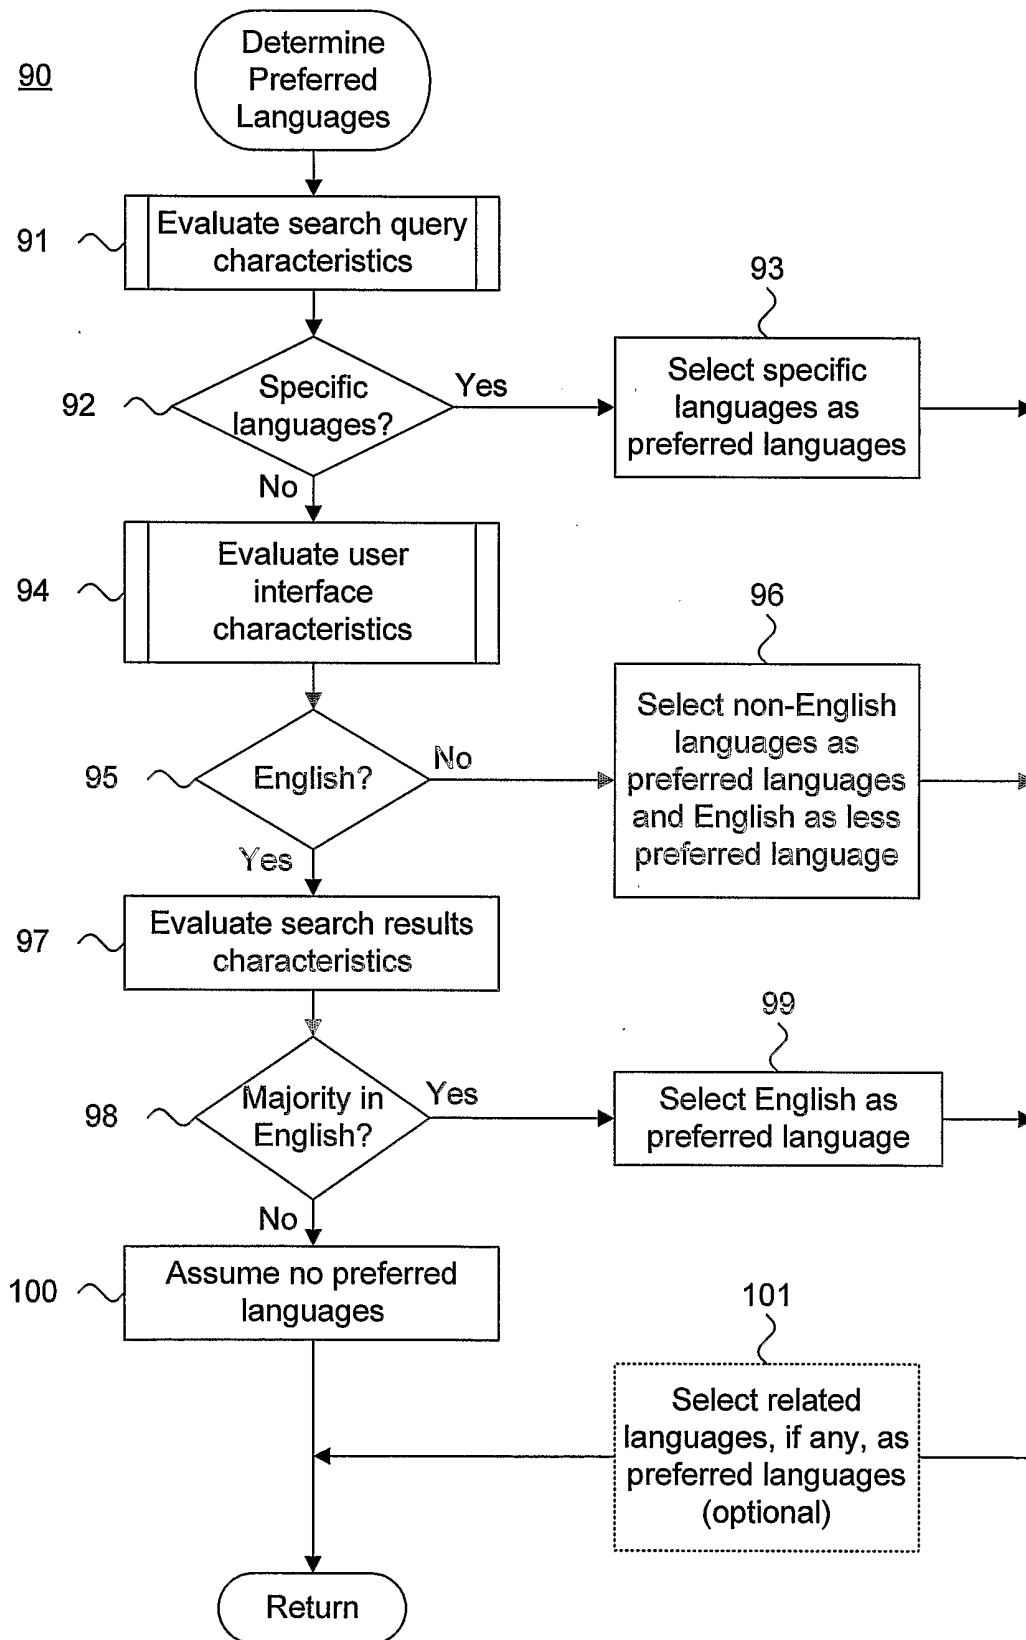 90
Determine
Preferred
Languages
91
Evaluate search query
characteristics
92
Specific
languages?
Yes
No
93
Select specific
languages as
preferred languages
94
Evaluate user
interface
characteristics
95
English?
No
Yes
96
Select non-English
languages as
preferred languages
and English as less
preferred language
97
Evaluate search results
characteristics
98
Majority in
English?
Yes
No
99
Select English as
preferred language
100
Assume no preferred
languages
101
Select related
languages, if any, as
preferred languages
(optional)
Return